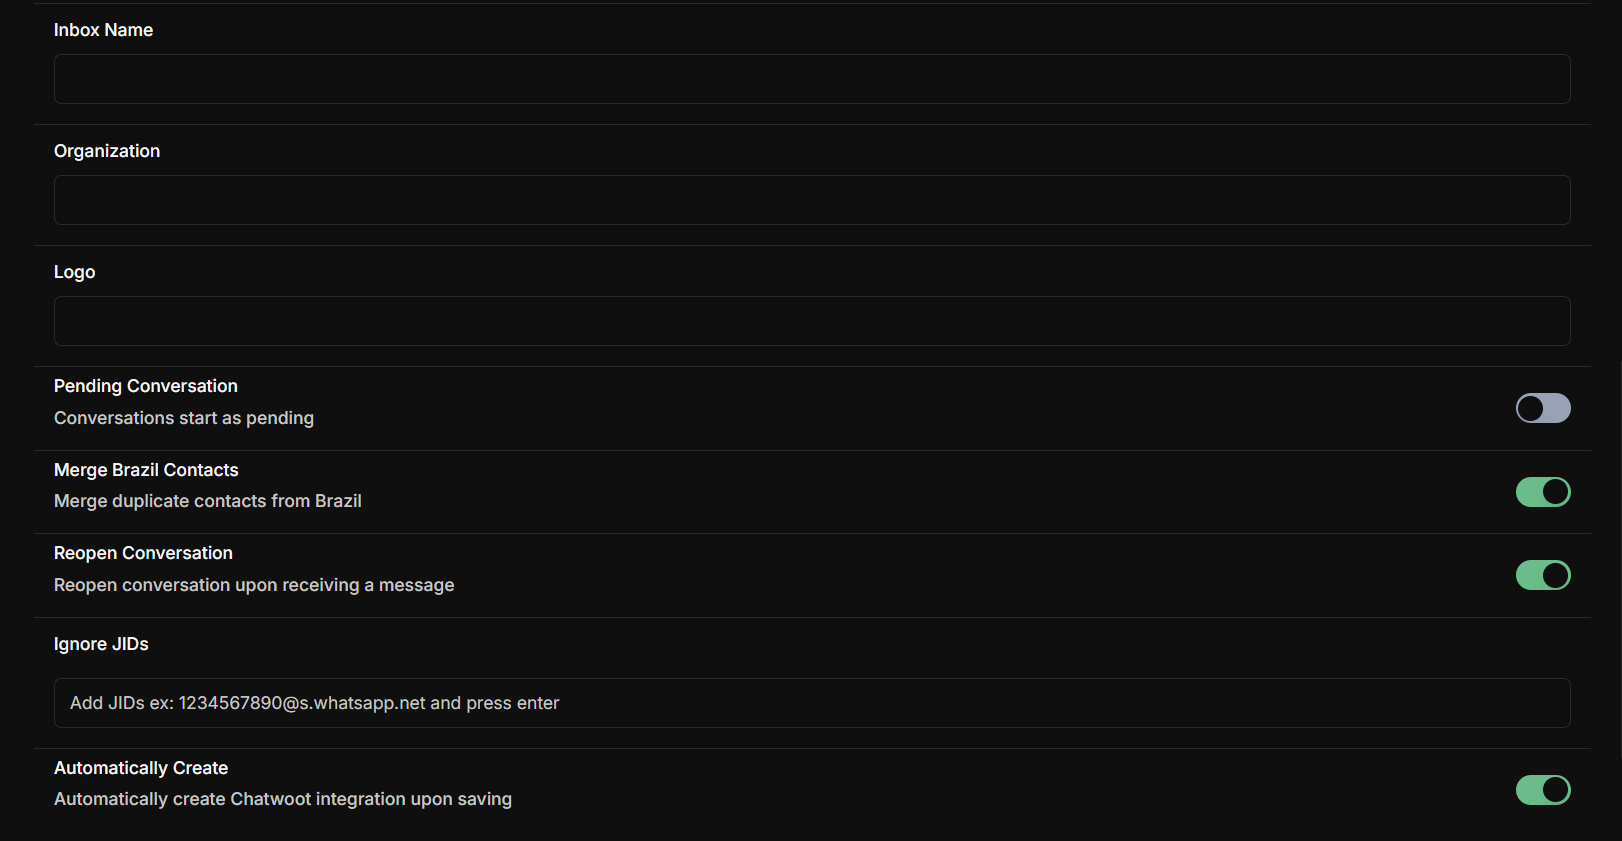 Inbox Name
Organization
Logo
Pending Conversation
Conversations start as pending
Merge Brazil Contacts
Merge duplicate contacts from Brazil
Reopen Conversation
Reopen conversation upon receiving a message
Ignore JIDs
Add JIDs ex: 1234567890@s.whatsapp.net and press enter
Automatically Create
Automatically create Chatwoot integration upon saving